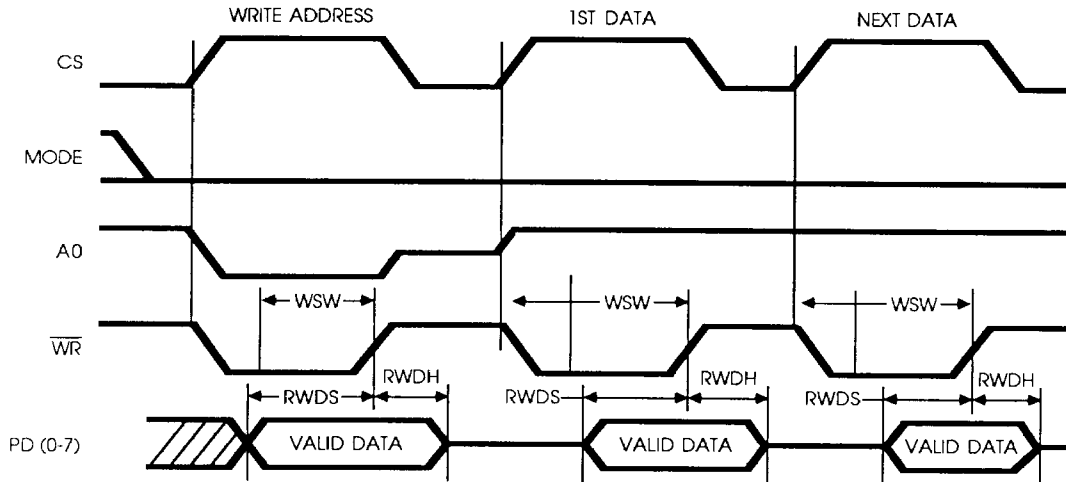 WRITE ADDRESS 1ST DATA NEXT DATA
CS
MODE
A0
WSW WSW WSW
WR
RWDS RWDH RWDS RWDH RWDS RWDH
PD (0-7) VALID DATA VALID DATA VALID DATA